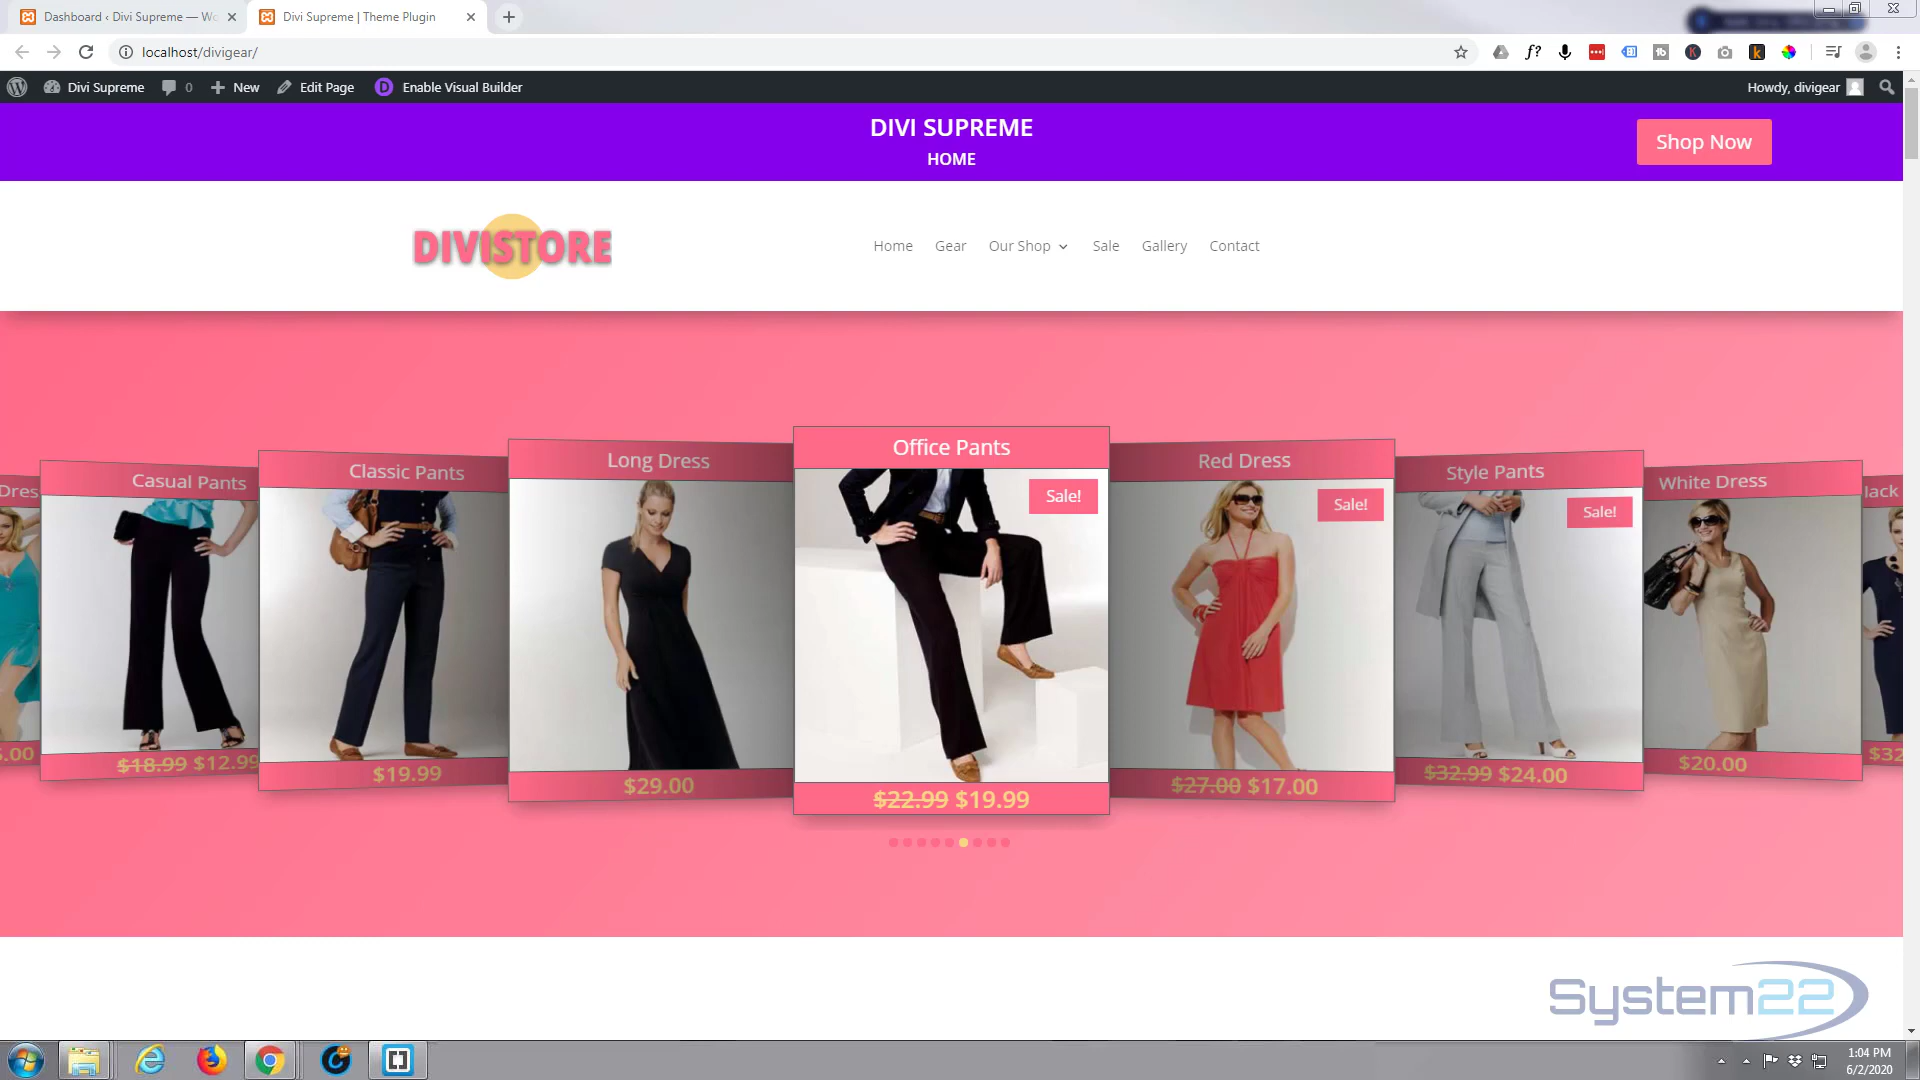 Dashboard ‹ Divi Supreme — Wo
Divi Supreme | Theme Plugin
localhost/divigear/
Divi Supreme 0 New Edit Page Enable Visual Builder
Howdy, divigear
DIVI SUPREME
HOME
Shop Now
DIVISTORE
Home Gear Our Shop Sale Gallery Contact
Dres
Casual Pants
$18.99 $12.99
Classic Pants
$19.99
Long Dress
$29.00
Office Pants
Sale!
$22.99 $19.99
Red Dress
Sale!
$27.00 $17.00
Style Pants
Sale!
$32.99 $24.00
White Dress
$20.00
lack
$32
System22
1:04 PM
6/2/2020